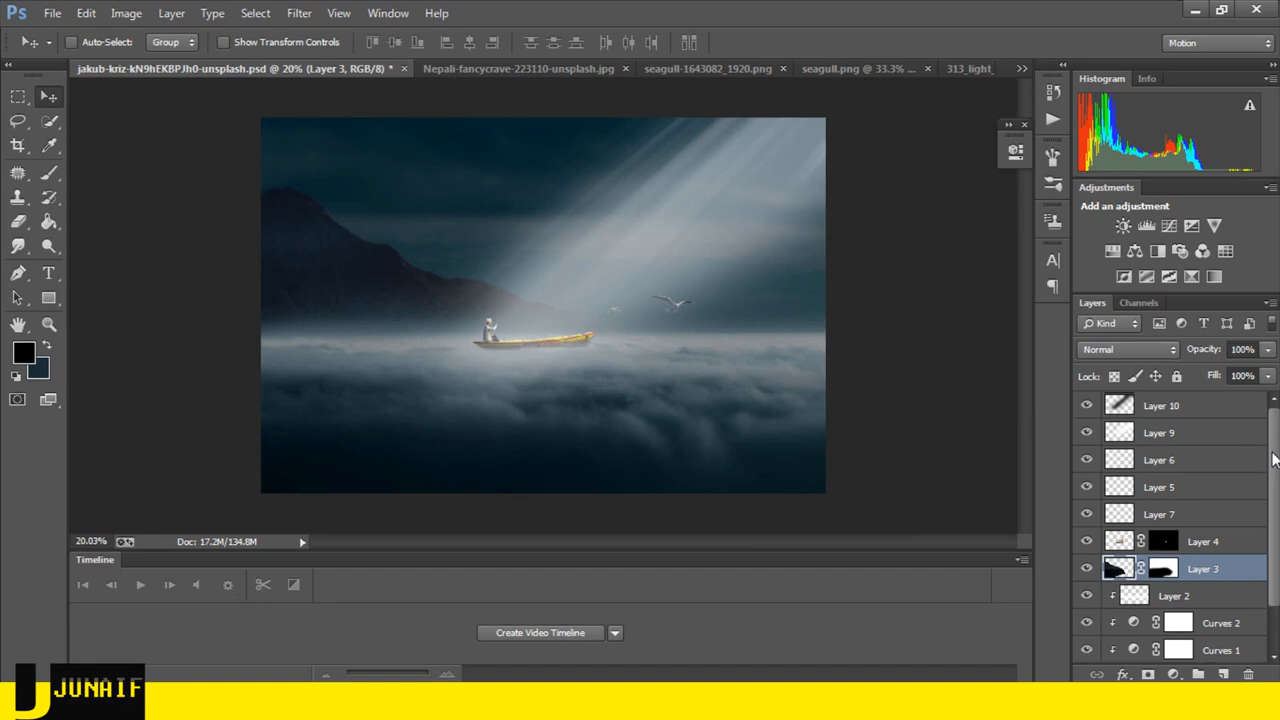 Ps File Edit Image Layer Type Select Filter View Window Help
Auto-Select: Group Show Transform Controls Motion
jakub-kriz-kN9hEKBPJh0-unsplash.psd @ 20% (Layer 3, RGB/8) * × Nepali-fancycrave-223110-unsplash.jpg × seagull-1643082_1920.png × seagull.png @ 33.3% ... × 313_light_
Histogram Info
Adjustments
Add an adjustment
Layers Channels
Kind
Normal Opacity: 100%
Lock: Fill: 100%
Layer 10
Layer 9
Layer 6
Layer 5
Layer 7
Layer 4
Layer 3
Layer 2
Curves 2
Curves 1
20.03% Doc: 17.2M/134.8M
Timeline
Create Video Timeline
J JUNAIF